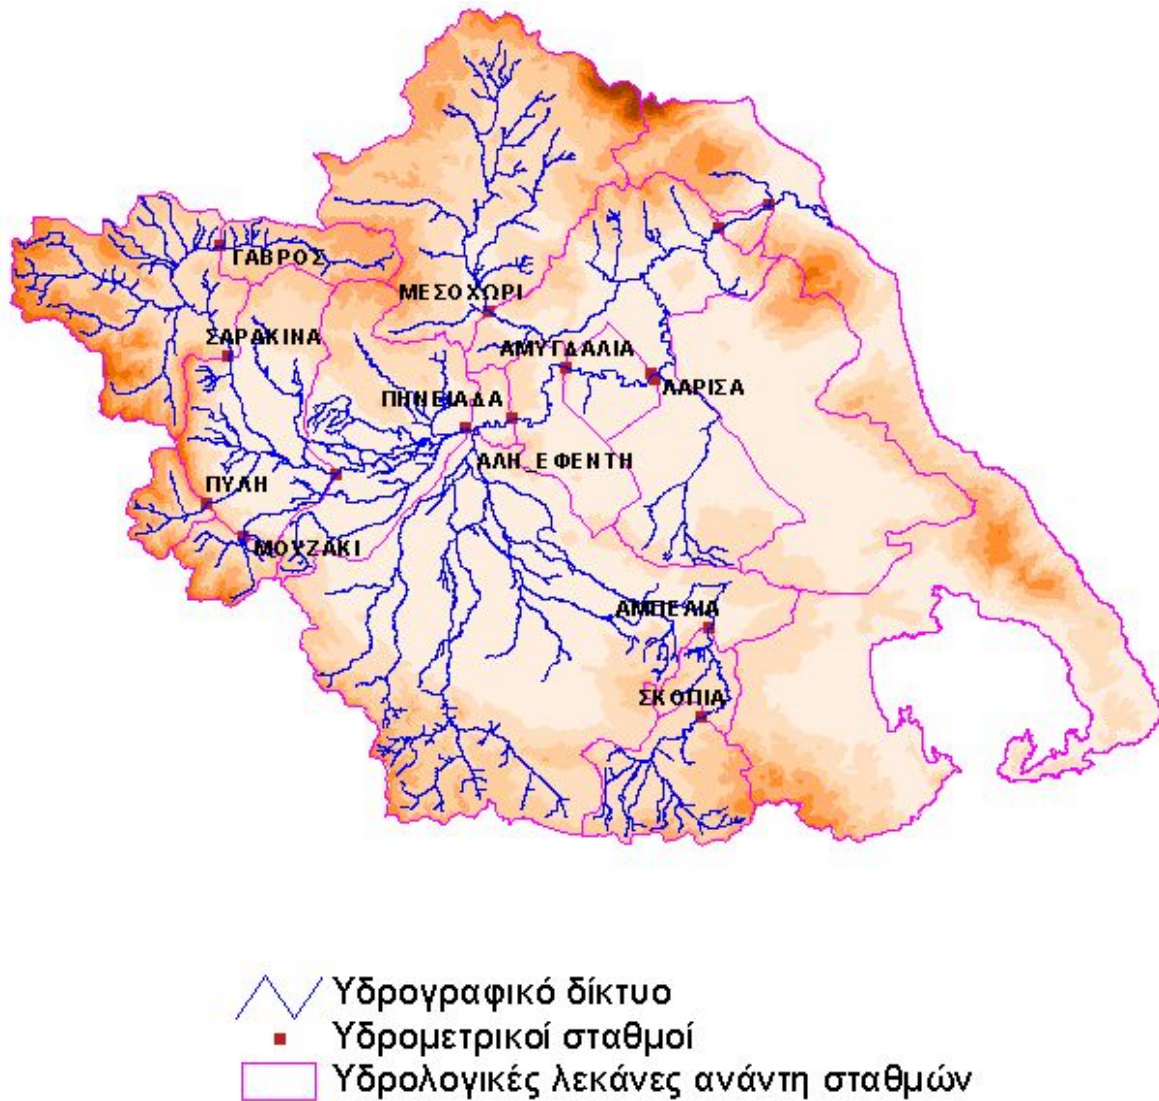 ΓΑΒΡΟΣ
ΜΕΣΟΧΩΡΙ
ΣΑΡΑΚΙΝΑ
ΑΜΥΓΔΑΛΙΑ
ΛΑΡΙΣΑ
ΠΗΝΕΙΑΔΑ
ΑΛΗ_ΕΦΕΝΤΗ
ΠΥΛΗ
ΜΟΥΖΑΚΙ
ΑΜΠΕΛΙΑ
ΣΚΟΠΙΑ
Υδρογραφικό δίκτυο
Υδρομετρικοί σταθμοί
Υδρολογικές λεκάνες ανάντη σταθμών